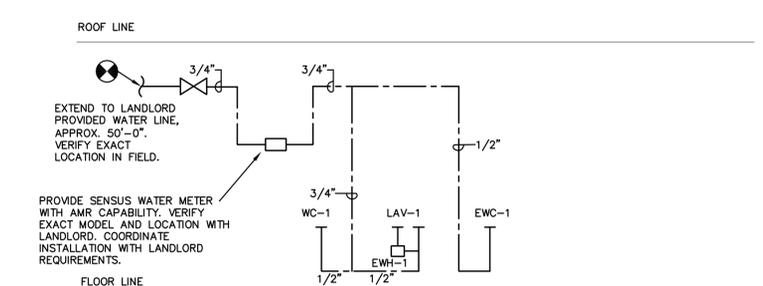 ROOF LINE
3/4"
3/4"
EXTEND TO LANDLORD
PROVIDED WATER LINE,
APPROX. 50'-0".
VERIFY EXACT
LOCATION IN FIELD.
1/2"
PROVIDE SENSUS WATER METER
WITH AMR CAPABILITY. VERIFY
EXACT MODEL AND LOCATION WITH
LANDLORD. COORDINATE
INSTALLATION WITH LANDLORD
REQUIREMENTS.
3/4"
WC-1
LAV-1
EWC-1
EWH-1
1/2"
1/2"
FLOOR LINE